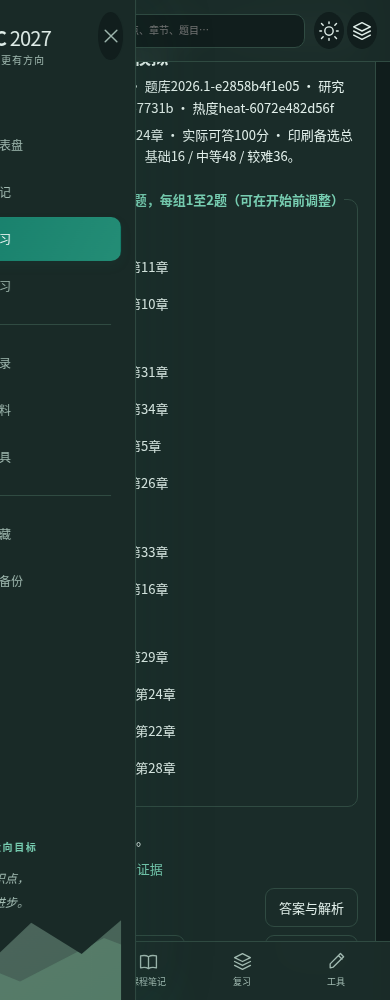 C 2027
更有方向
表盘
记
习
习
录
料
具
藏
备份
向目标
识点，
进步。
点、章节、题目…
· 题库2026.1-e2858b4f1e05 · 研究
7731b · 热度heat-6072e482d56f
24章 · 实际可答100分 · 印刷备选总
基础16 / 中等48 / 较难36。
题，每组1至2题（可在开始前调整）
第11章
第10章
第31章
第34章
第5章
第26章
第33章
第16章
第29章
第24章
第22章
第28章
。
证据
答案与解析
课程笔记
复习
工具